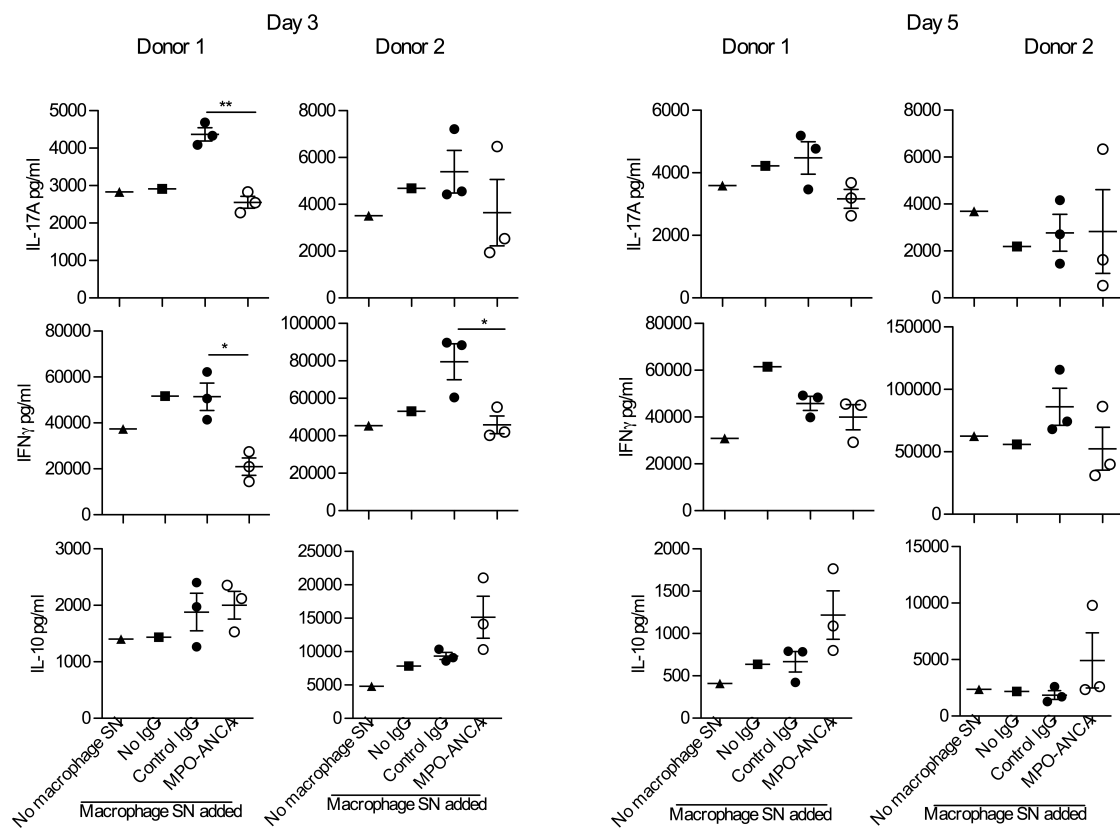 Day 3
Day 5
Donor 1
Donor 2
Donor 1
Donor 2
IL-17A pg/ml
5000
4000
3000
2000
1000
0
**
8000
6000
4000
2000
0
IL-17A pg/ml
6000
4000
2000
0
8000
6000
4000
2000
0
IFNγ pg/ml
80000
60000
40000
20000
0
*
100000
80000
60000
40000
20000
0
*
IFNγ pg/ml
80000
60000
40000
20000
0
150000
100000
50000
0
IL-10 pg/ml
3000
2000
1000
0
25000
20000
15000
10000
5000
0
IL-10 pg/ml
2000
1500
1000
500
0
15000
10000
5000
0
No macrophage SN
No IgG
Control IgG
MPO-ANCA
Macrophage SN added
No macrophage SN
No IgG
Control IgG
MPO-ANCA
Macrophage SN added
No macrophage SN
No IgG
Control IgG
MPO-ANCA
Macrophage SN added
No macrophage SN
No IgG
Control IgG
MPO-ANCA
Macrophage SN added